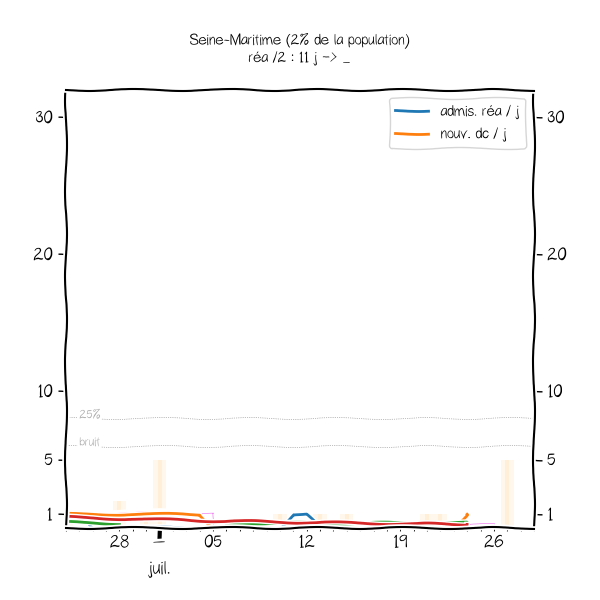 Seine-Maritime (2% de la population)
réa /2 : 11 j -> _
admis. réa / j
nouv. dc / j
30
30
20
20
10
10
25%
bruit
5
5
1
1
28
1
05
12
19
26
juil.